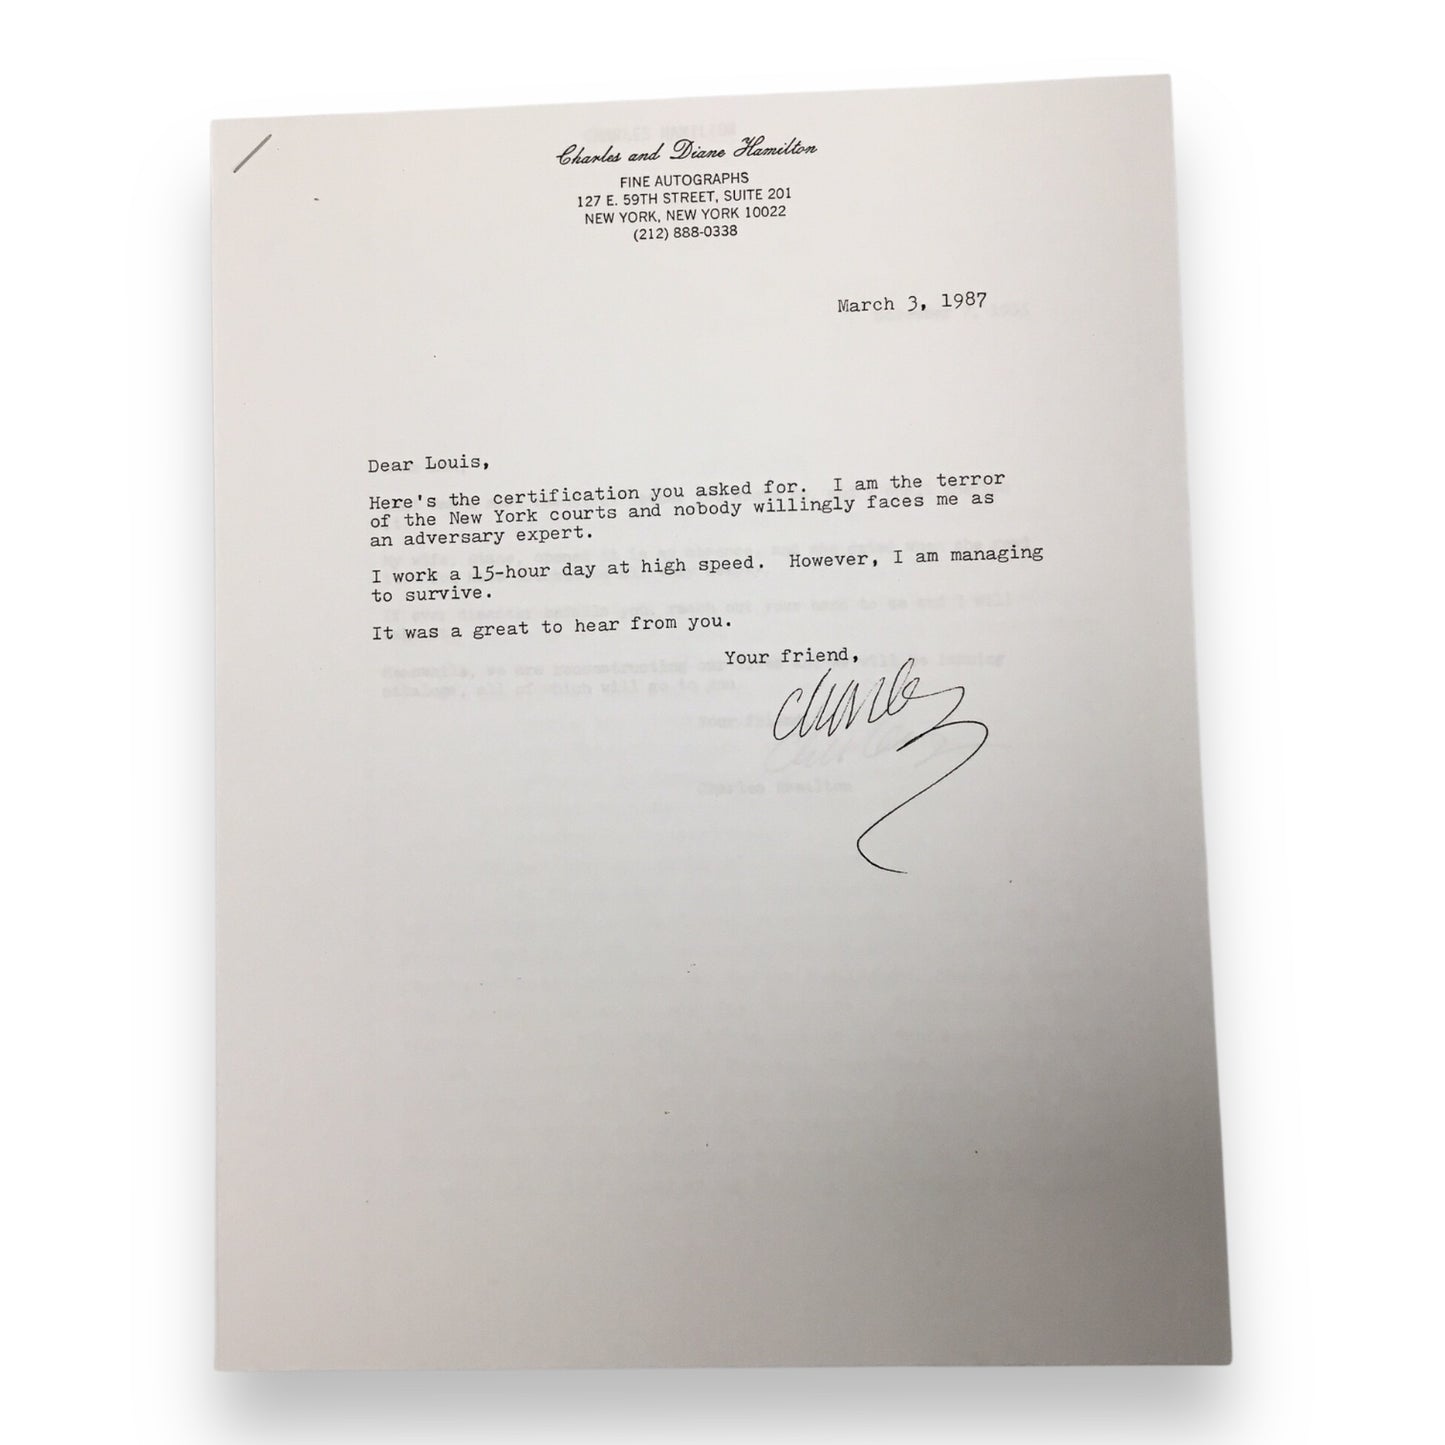 Charles and Diane Hamilton
FINE AUTOGRAPHS
127 E. 59TH STREET, SUITE 201
NEW YORK, NEW YORK 10022
(212) 888-0338
March 3, 1987
Dear Louis,
Here's the certification you asked for. I am the terror
of the New York courts and nobody willingly faces me as
an adversary expert.
I work a 15-hour day at high speed. However, I am managing
to survive.
It was a great to hear from you.
Your friend,
Charles